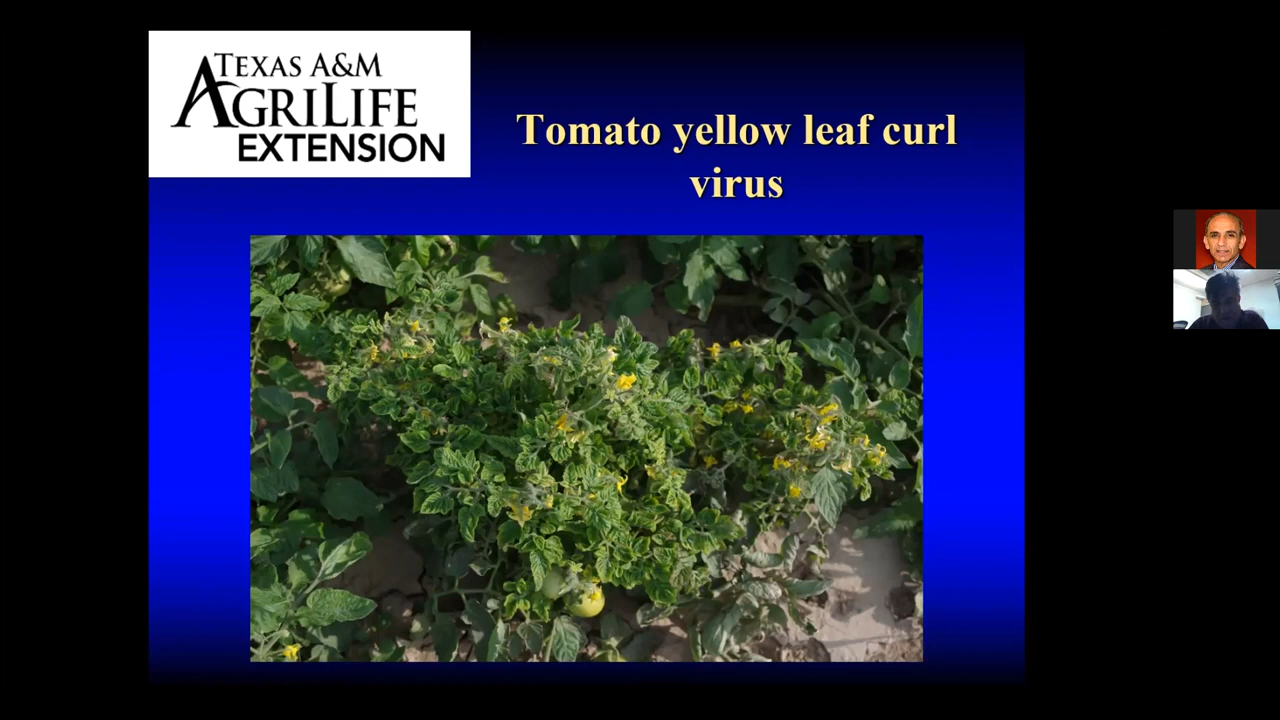 TEXAS A&M
AGRILIFE
EXTENSION
Tomato yellow leaf curl
virus